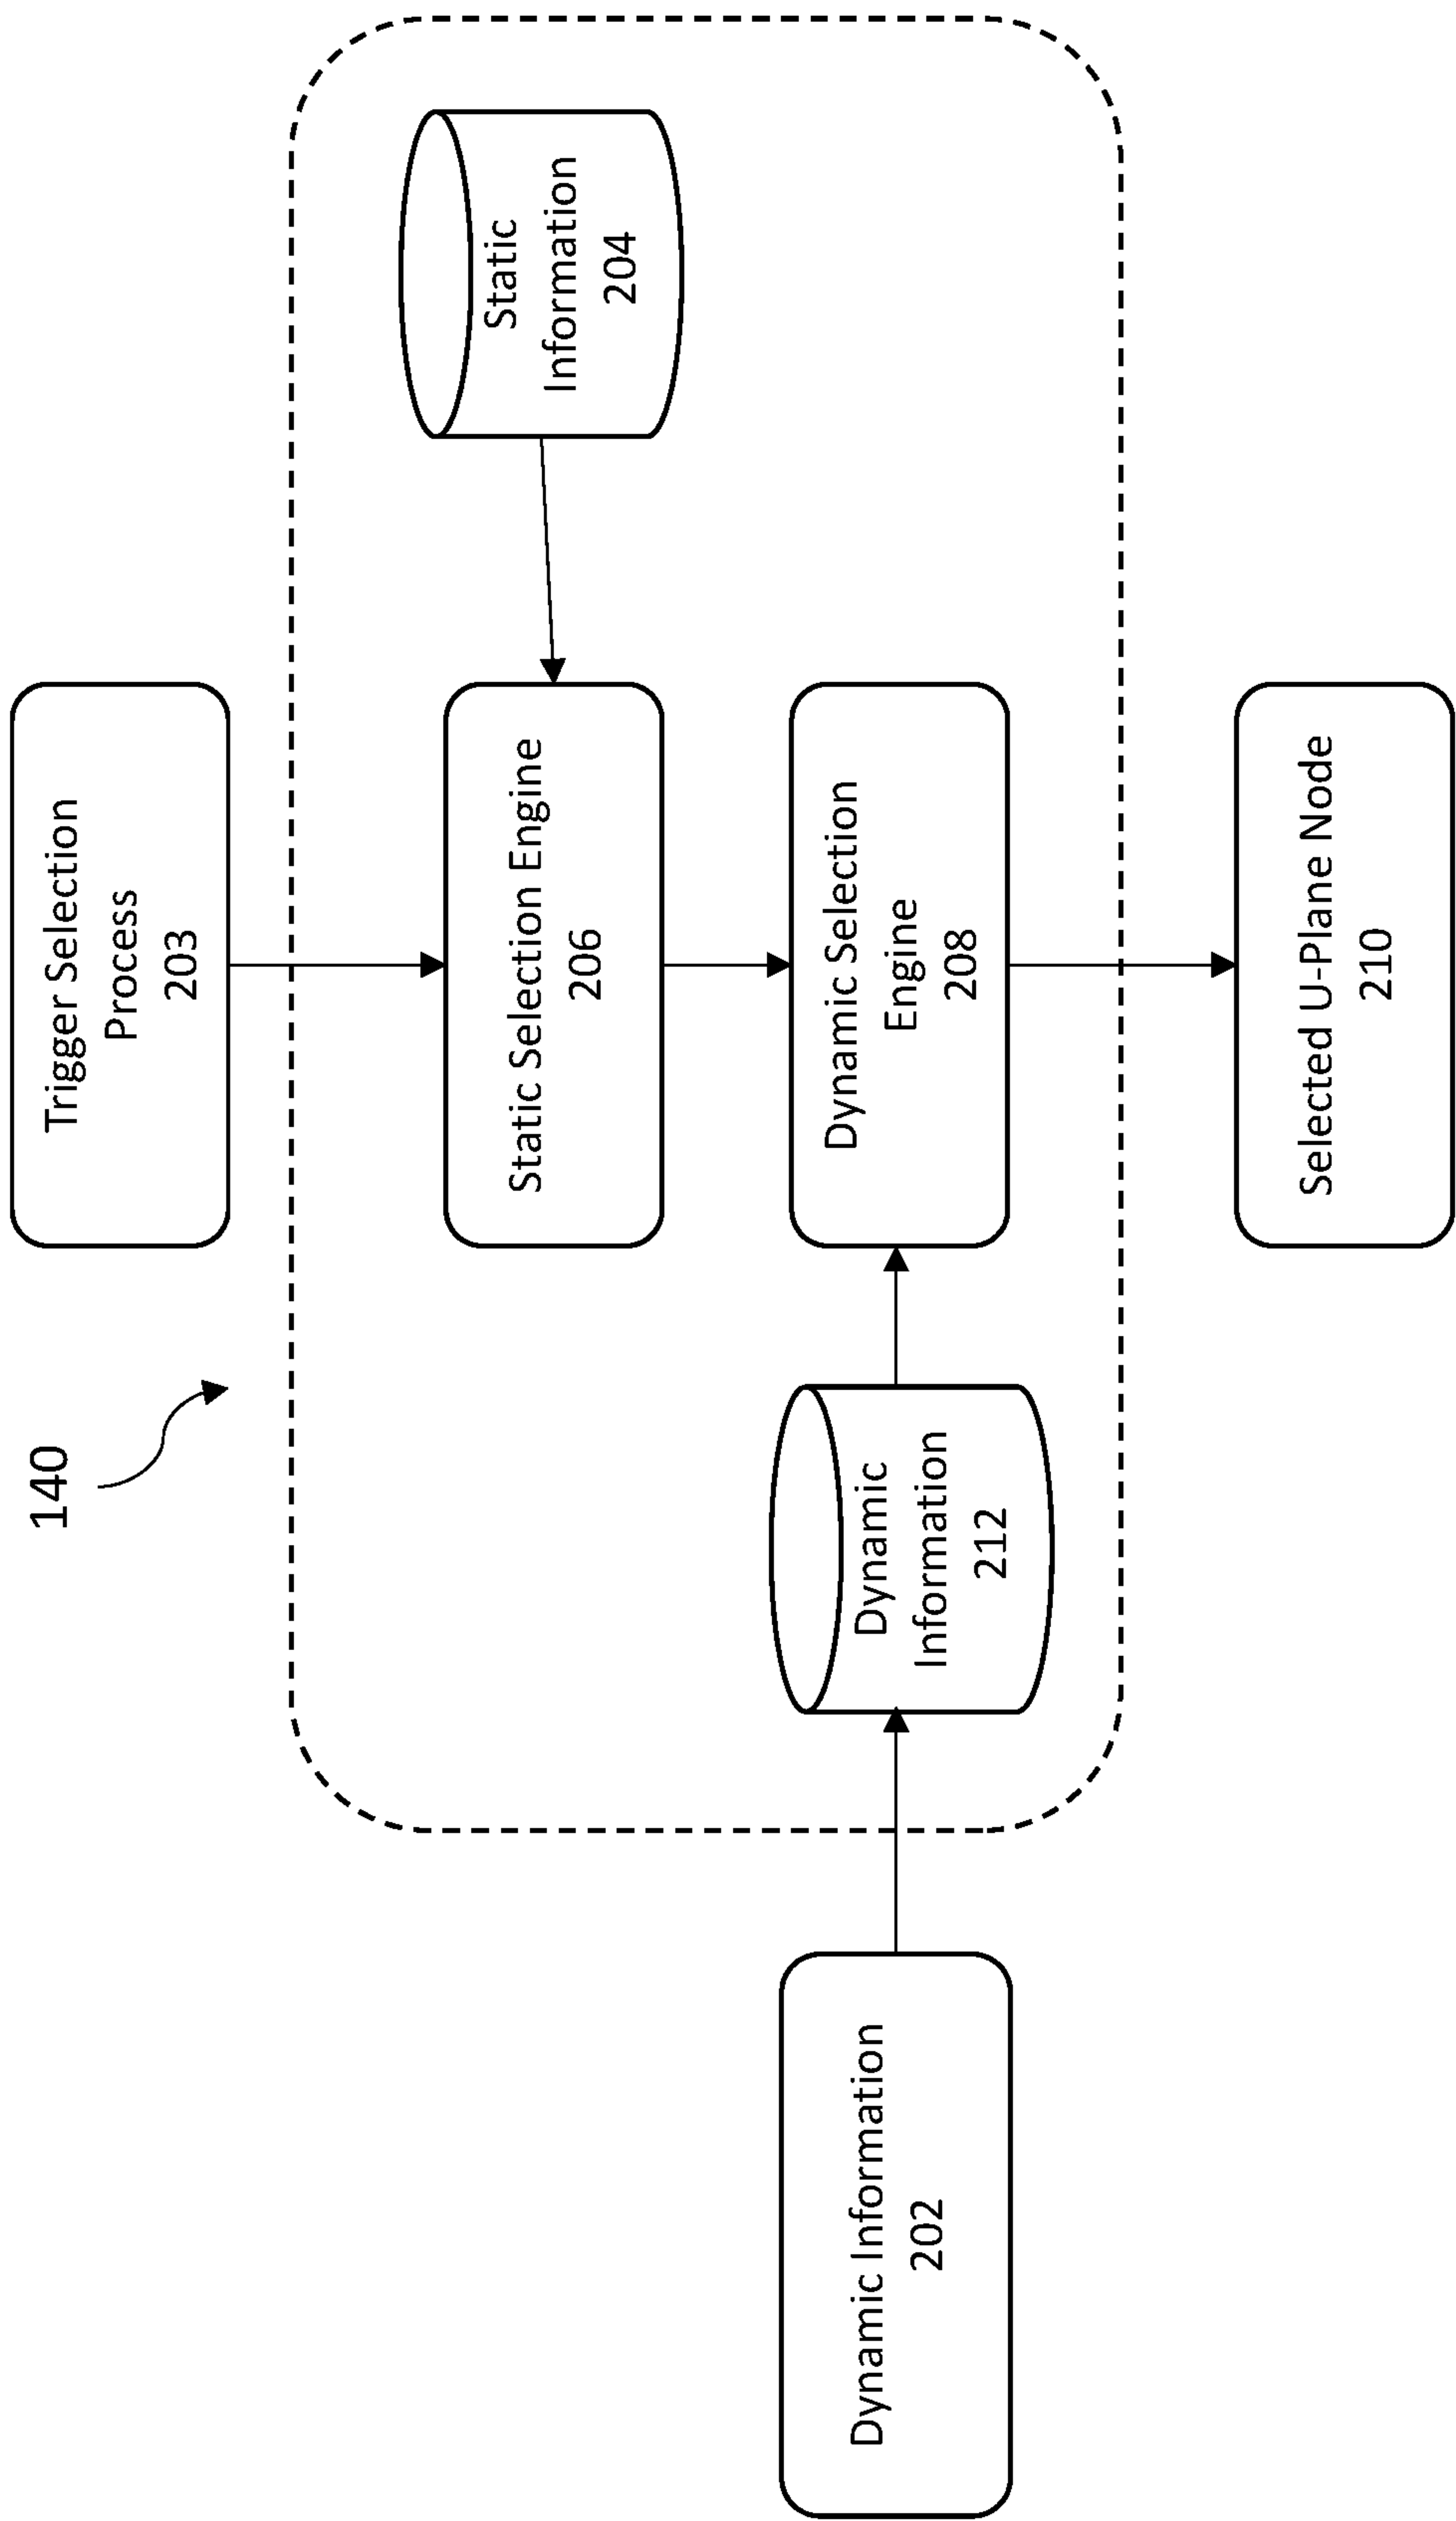 140
Trigger Selection
Process
203
Static Selection Engine
206
Static
Information
204
Dynamic Information
202
Dynamic
Information
212
Dynamic Selection
Engine
208
Selected U-Plane Node
210